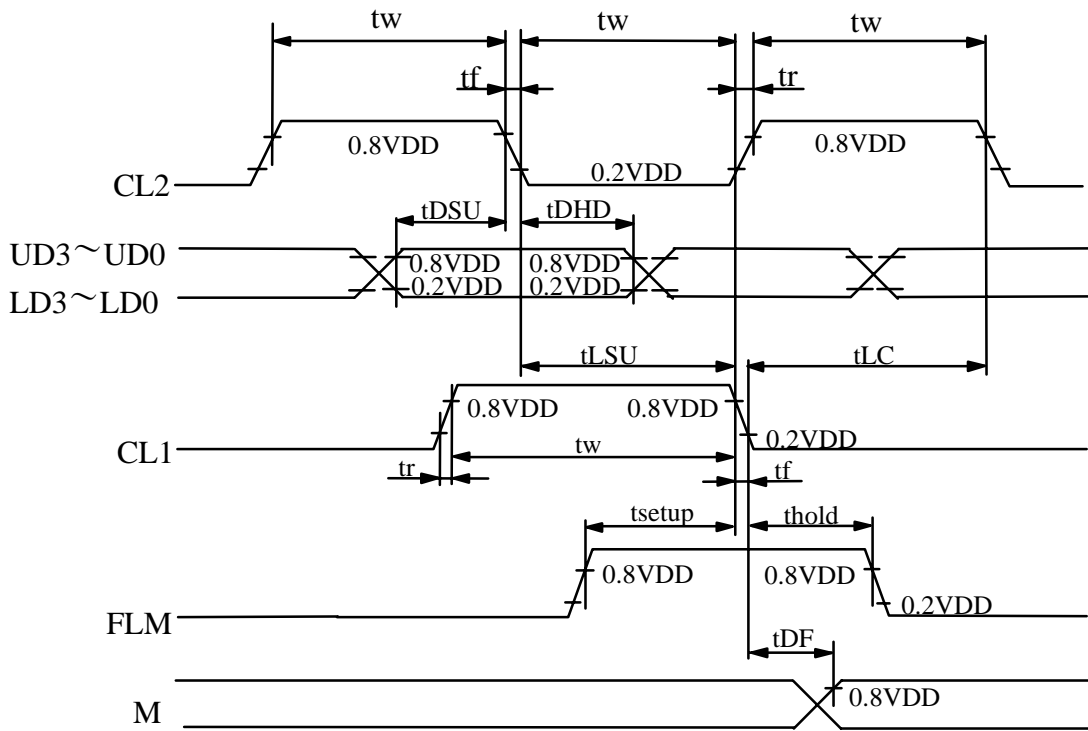 tw tw tw
tf tr
0.8VDD 0.8VDD
CL2 0.2VDD
tDSU tDHD
UD3～UD0 0.8VDD 0.8VDD
LD3～LD0 0.2VDD 0.2VDD
tLSU tLC
0.8VDD 0.8VDD
CL1 tw 0.2VDD
tr tf
tsetup thold
0.8VDD 0.8VDD
FLM 0.2VDD
tDF
M 0.8VDD